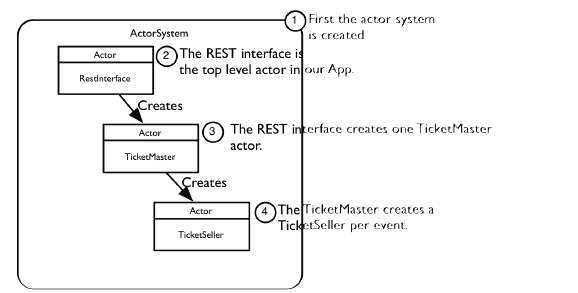 1 First the actor system
is created
ActorSystem
Actor
RestInterface
2 The REST interface is
the top level actor in our App.
Creates
Actor
TicketMaster
3 The REST interface creates one TicketMaster
actor.
Creates
Actor
TicketSeller
4 The TicketMaster creates a
TicketSeller per event.